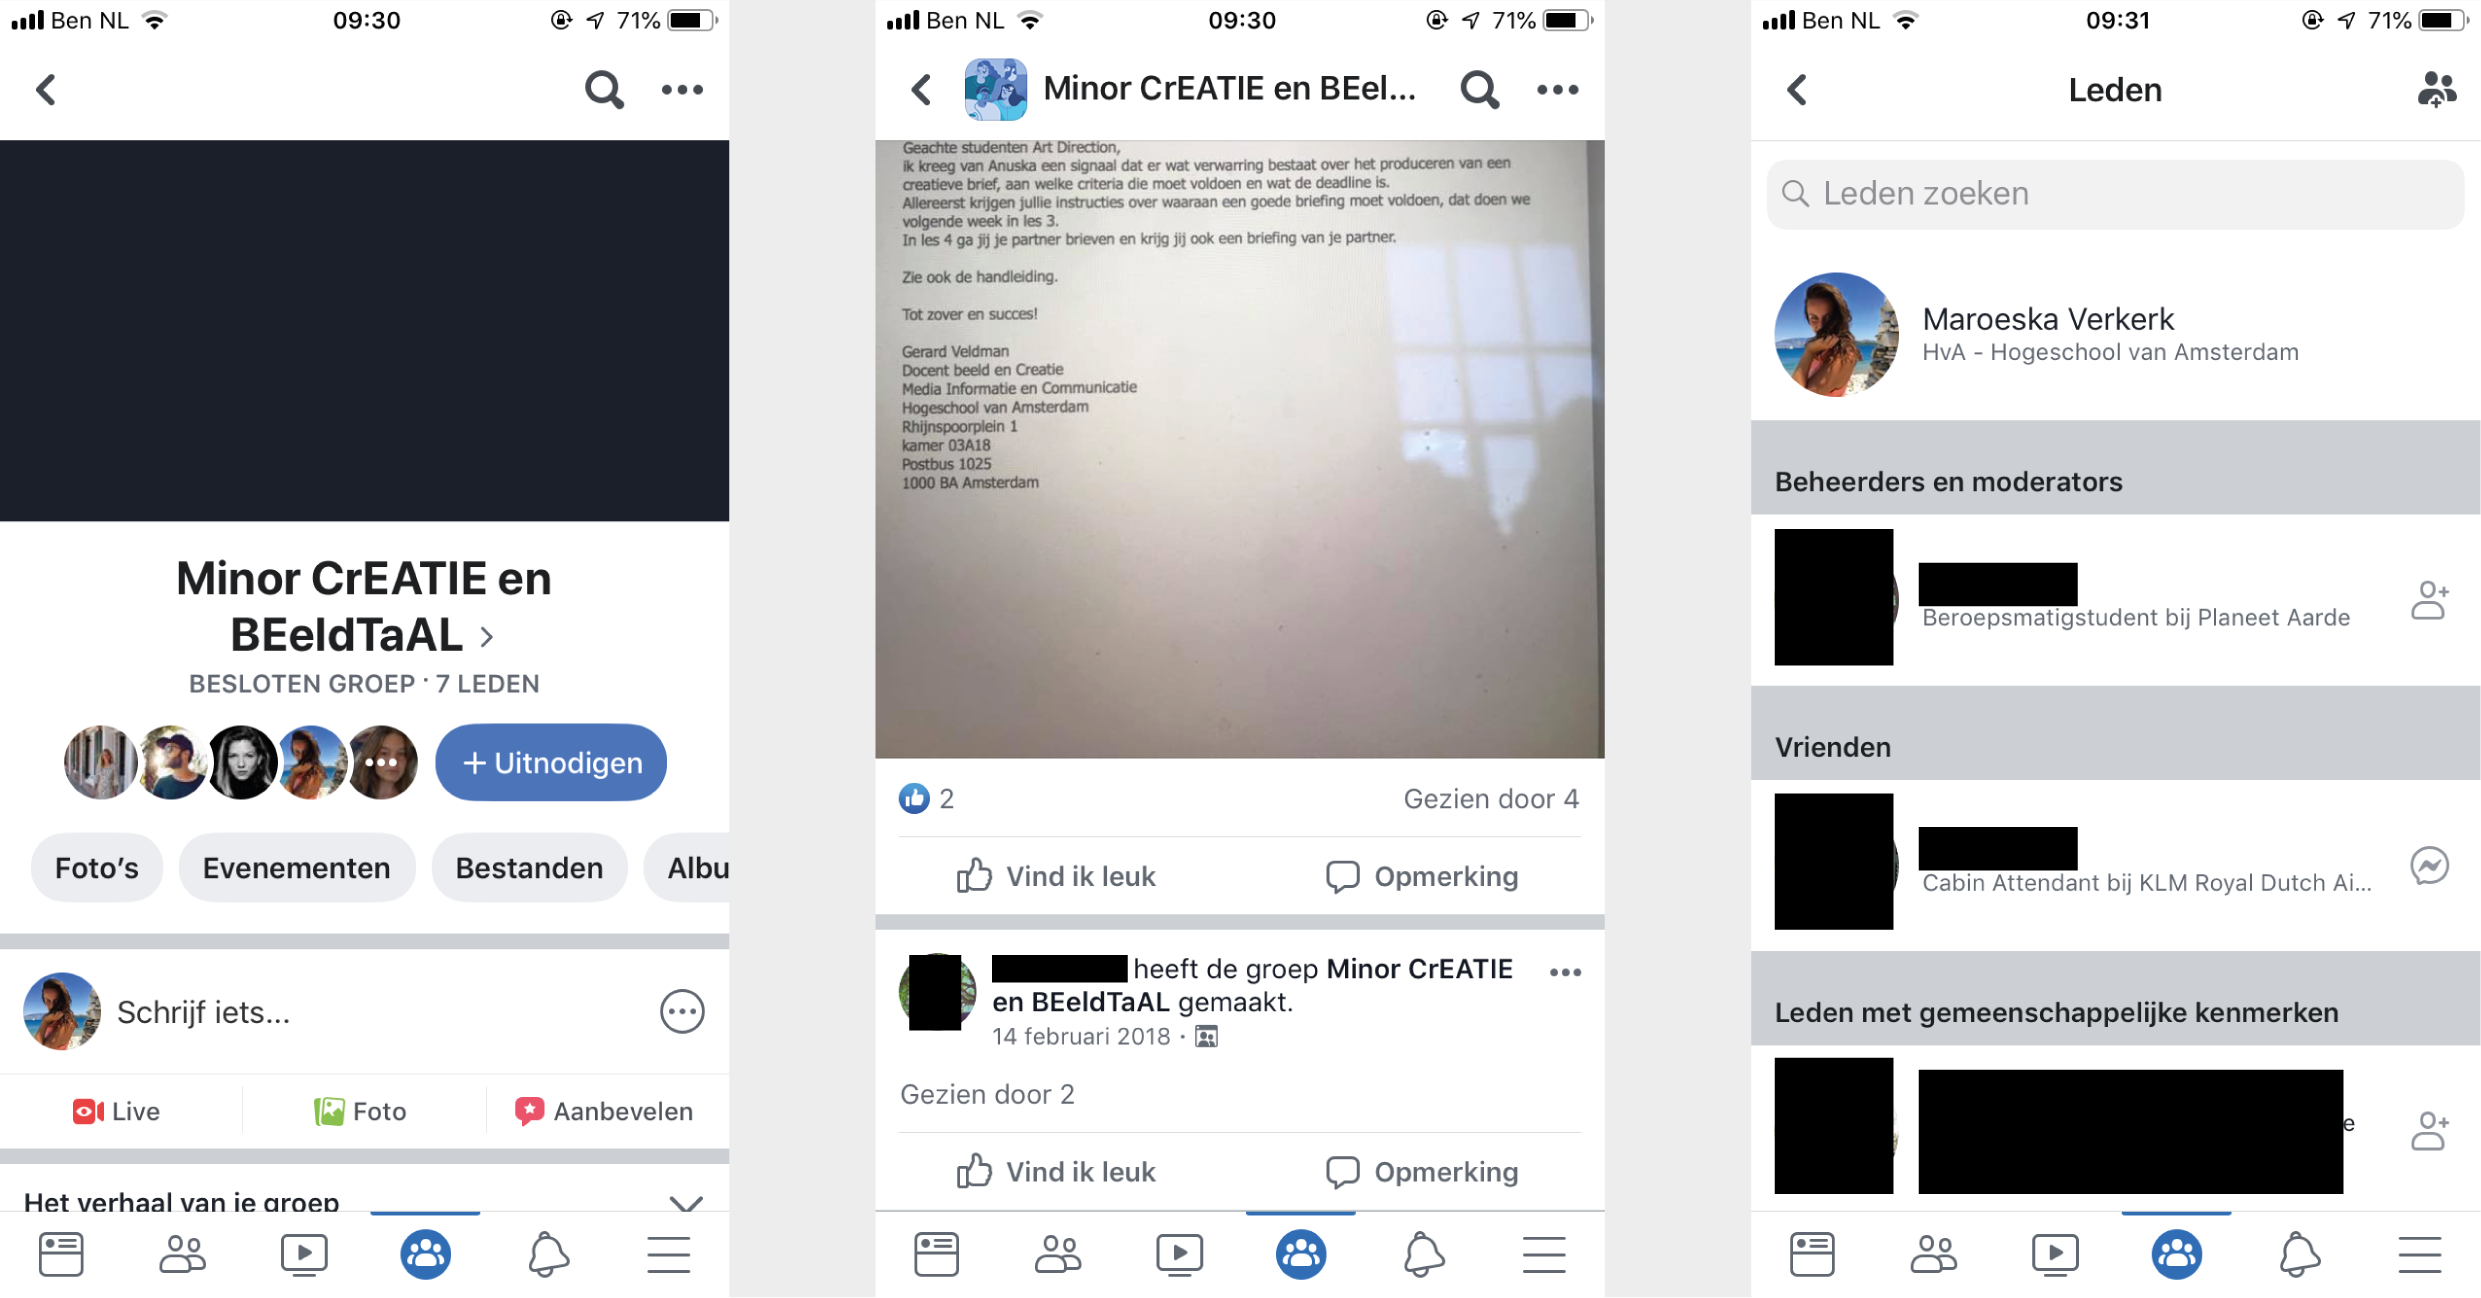 Ben NL
09:30
71%
Minor CrEATIE en
BEeldTaAL
BESLOTEN GROEP · 7 LEDEN
+ Uitnodigen
Foto's
Evenementen
Bestanden
Albu
Schrijf iets...
Live
Foto
Aanbevelen
Het verhaal van je groep
Ben NL
09:30
71%
Minor CrEATIE en BEel...
Geachte studenten Art Direction,
ik kreeg van Anuska een signaal dat er wat verwarring bestaat over het produceren van een
creatieve brief, aan welke criteria die moet voldoen en wat de deadline is.
Allereerst krijgen jullie instructies over waaraan een goede briefing moet voldoen, dat doen we
volgende week in les 3.
In les 4 ga jij je partner brieven en krijg jij ook een briefing van je partner.
Zie ook de handleiding.
Tot zover en succes!
Gerard Veldman
Docent beeld en Creatie
Media Informatie en Communicatie
Hogeschool van Amsterdam
Rhijnspoorplein 1
kamer 03A18
Postbus 1025
1000 BA Amsterdam
2
Gezien door 4
Vind ik leuk
Opmerking
heeft de groep Minor CrEATIE
en BEeldTaAL gemaakt.
14 februari 2018 ·
Gezien door 2
Vind ik leuk
Opmerking
Ben NL
09:31
71%
Leden
Leden zoeken
Maroeska Verkerk
HvA - Hogeschool van Amsterdam
Beheerders en moderators
Beroepsmatigstudent bij Planeet Aarde
Vrienden
Cabin Attendant bij KLM Royal Dutch Ai...
Leden met gemeenschappelijke kenmerken
e